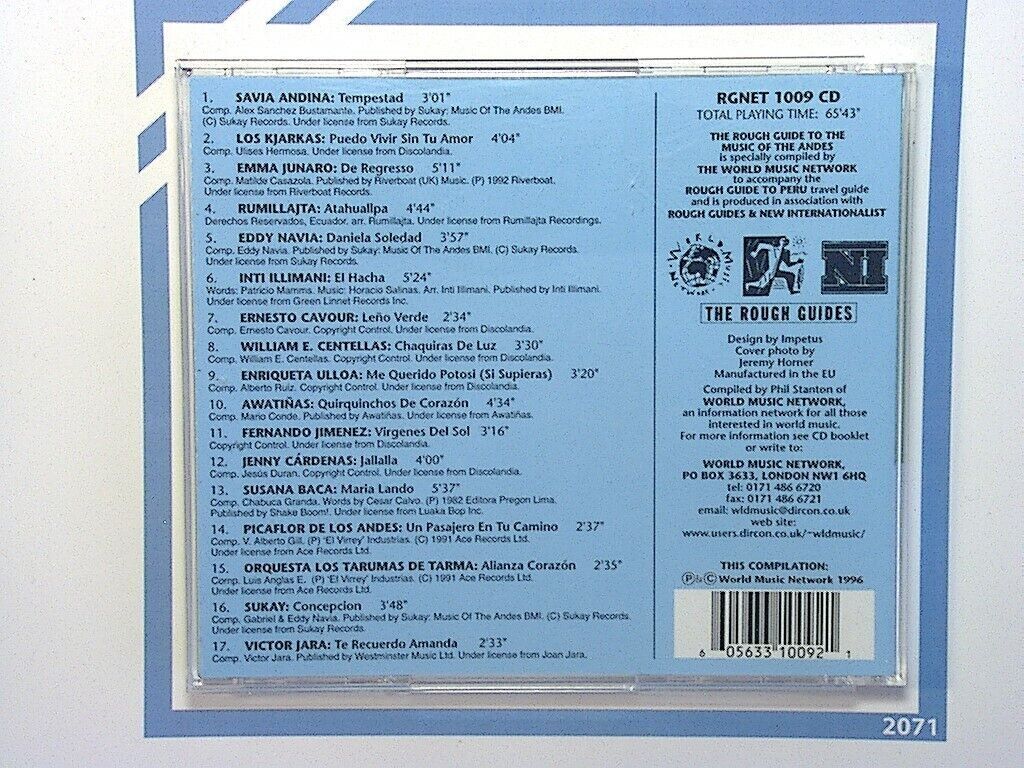 1. SAVIA ANDINA: Tempestad 3'01"
Comp. Alex Sanchez Bustamante. Published by Sukay: Music Of The Andes BMI.
(C) Sukay Records. Under license from Sukay Records.
2. LOS KJARKAS: Puedo Vivir Sin Tu Amor 4'04"
Comp. Ulises Hermosa. Under license from Discolandia.
3. EMMA JUNARO: De Regresso 5'11"
Comp. Matilde Casazola. Published by Riverboat (UK) Music. (P) 1992 Riverboat.
Under license from Riverboat Records.
4. RUMILLAJTA: Atahuallpa 4'44"
Derechos Reservados, Ecuador, arr. Rumillajta. Under license from Rumillajta Recordings.
5. EDDY NAVIA: Daniela Soledad 3'57"
Comp. Eddy Navia. Published by Sukay: Music Of The Andes BMI. (C) Sukay Records.
Under license from Sukay Records.
6. INTI ILLIMANI: El Hacha 5'24"
Words: Patricio Mamms. Music: Horacio Salinas. Arr. Inti Illimani. Published by Inti Illimani.
Under license from Green Linnet Records Inc.
7. ERNESTO CAVOUR: Leño Verde 2'34"
Comp. Ernesto Cavour. Copyright Control. Under license from Discolandia.
8. WILLIAM E. CENTELLAS: Chaquiras De Luz 3'30"
Comp. William E. Centellas. Copyright Control. Under license from Discolandia.
9. ENRIQUETA ULLOA: Me Querido Potosi (Si Supieras) 3'20"
Comp. Alberto Ruiz. Copyright Control. Under license from Discolandia.
10. AWATIÑAS: Quirquinchos De Corazón 4'34"
Comp. Mario Conde. Published by Awatiñas. Under license from Awatiñas.
11. FERNANDO JIMENEZ: Virgenes Del Sol 3'16"
Copyright Control. Under license from Discolandia.
12. JENNY CÁRDENAS: Jallalla 4'00"
Comp. Jesús Duran. Copyright Control. Under license from Discolandia.
13. SUSANA BACA: Maria Lando 5'37"
Comp. Chabuca Granda. Words by Cesar Calvo. (P) 1982 Editora Pregon Lima.
Published by Shake Boom!. Under license from Luaka Bop Inc.
14. PICAFLOR DE LOS ANDES: Un Pasajero En Tu Camino 2'37"
Comp. V. Alberto Gill. (P) 'El Virrey' Industrias. (C) 1991 Ace Records Ltd.
Under license from Ace Records Ltd.
15. ORQUESTA LOS TARUMAS DE TARMA: Alianza Corazón 2'35"
Comp. Luis Anglas E. (P) 'El Virrey' Industrias. (C) 1991 Ace Records Ltd.
Under license from Ace Records Ltd.
16. SUKAY: Concepcion 3'48"
Comp. Gabriel & Eddy Navia. Published by Sukay: Music Of The Andes BMI. (C) Sukay Records.
Under license from Sukay Records.
17. VICTOR JARA: Te Recuerdo Amanda 2'33"
Comp. Victor Jara. Published by Westminster Music Ltd. Under license from Joan Jara.
RGNET 1009 CD
TOTAL PLAYING TIME: 65'43"
THE ROUGH GUIDE TO THE
MUSIC OF THE ANDES
is specially compiled by
THE WORLD MUSIC NETWORK
to accompany the
ROUGH GUIDE TO PERU travel guide
and is produced in association with
ROUGH GUIDES & NEW INTERNATIONALIST
WORLD MUSIC NETWORK
NI
THE ROUGH GUIDES
Design by Impetus
Cover photo by
Jeremy Horner
Manufactured in the EU
Compiled by Phil Stanton of
WORLD MUSIC NETWORK,
an information network for all those
interested in world music.
For more information see CD booklet
or write to:
WORLD MUSIC NETWORK,
PO BOX 3633, LONDON NW1 6HQ
tel: 0171 486 6720
fax: 0171 486 6721
email: wldmusic@dircon.co.uk
web site:
www.users.dircon.co.uk/~wldmusic/
THIS COMPILATION:
Ⓟ&Ⓒ World Music Network 1996
6 05633 10092 1
2071